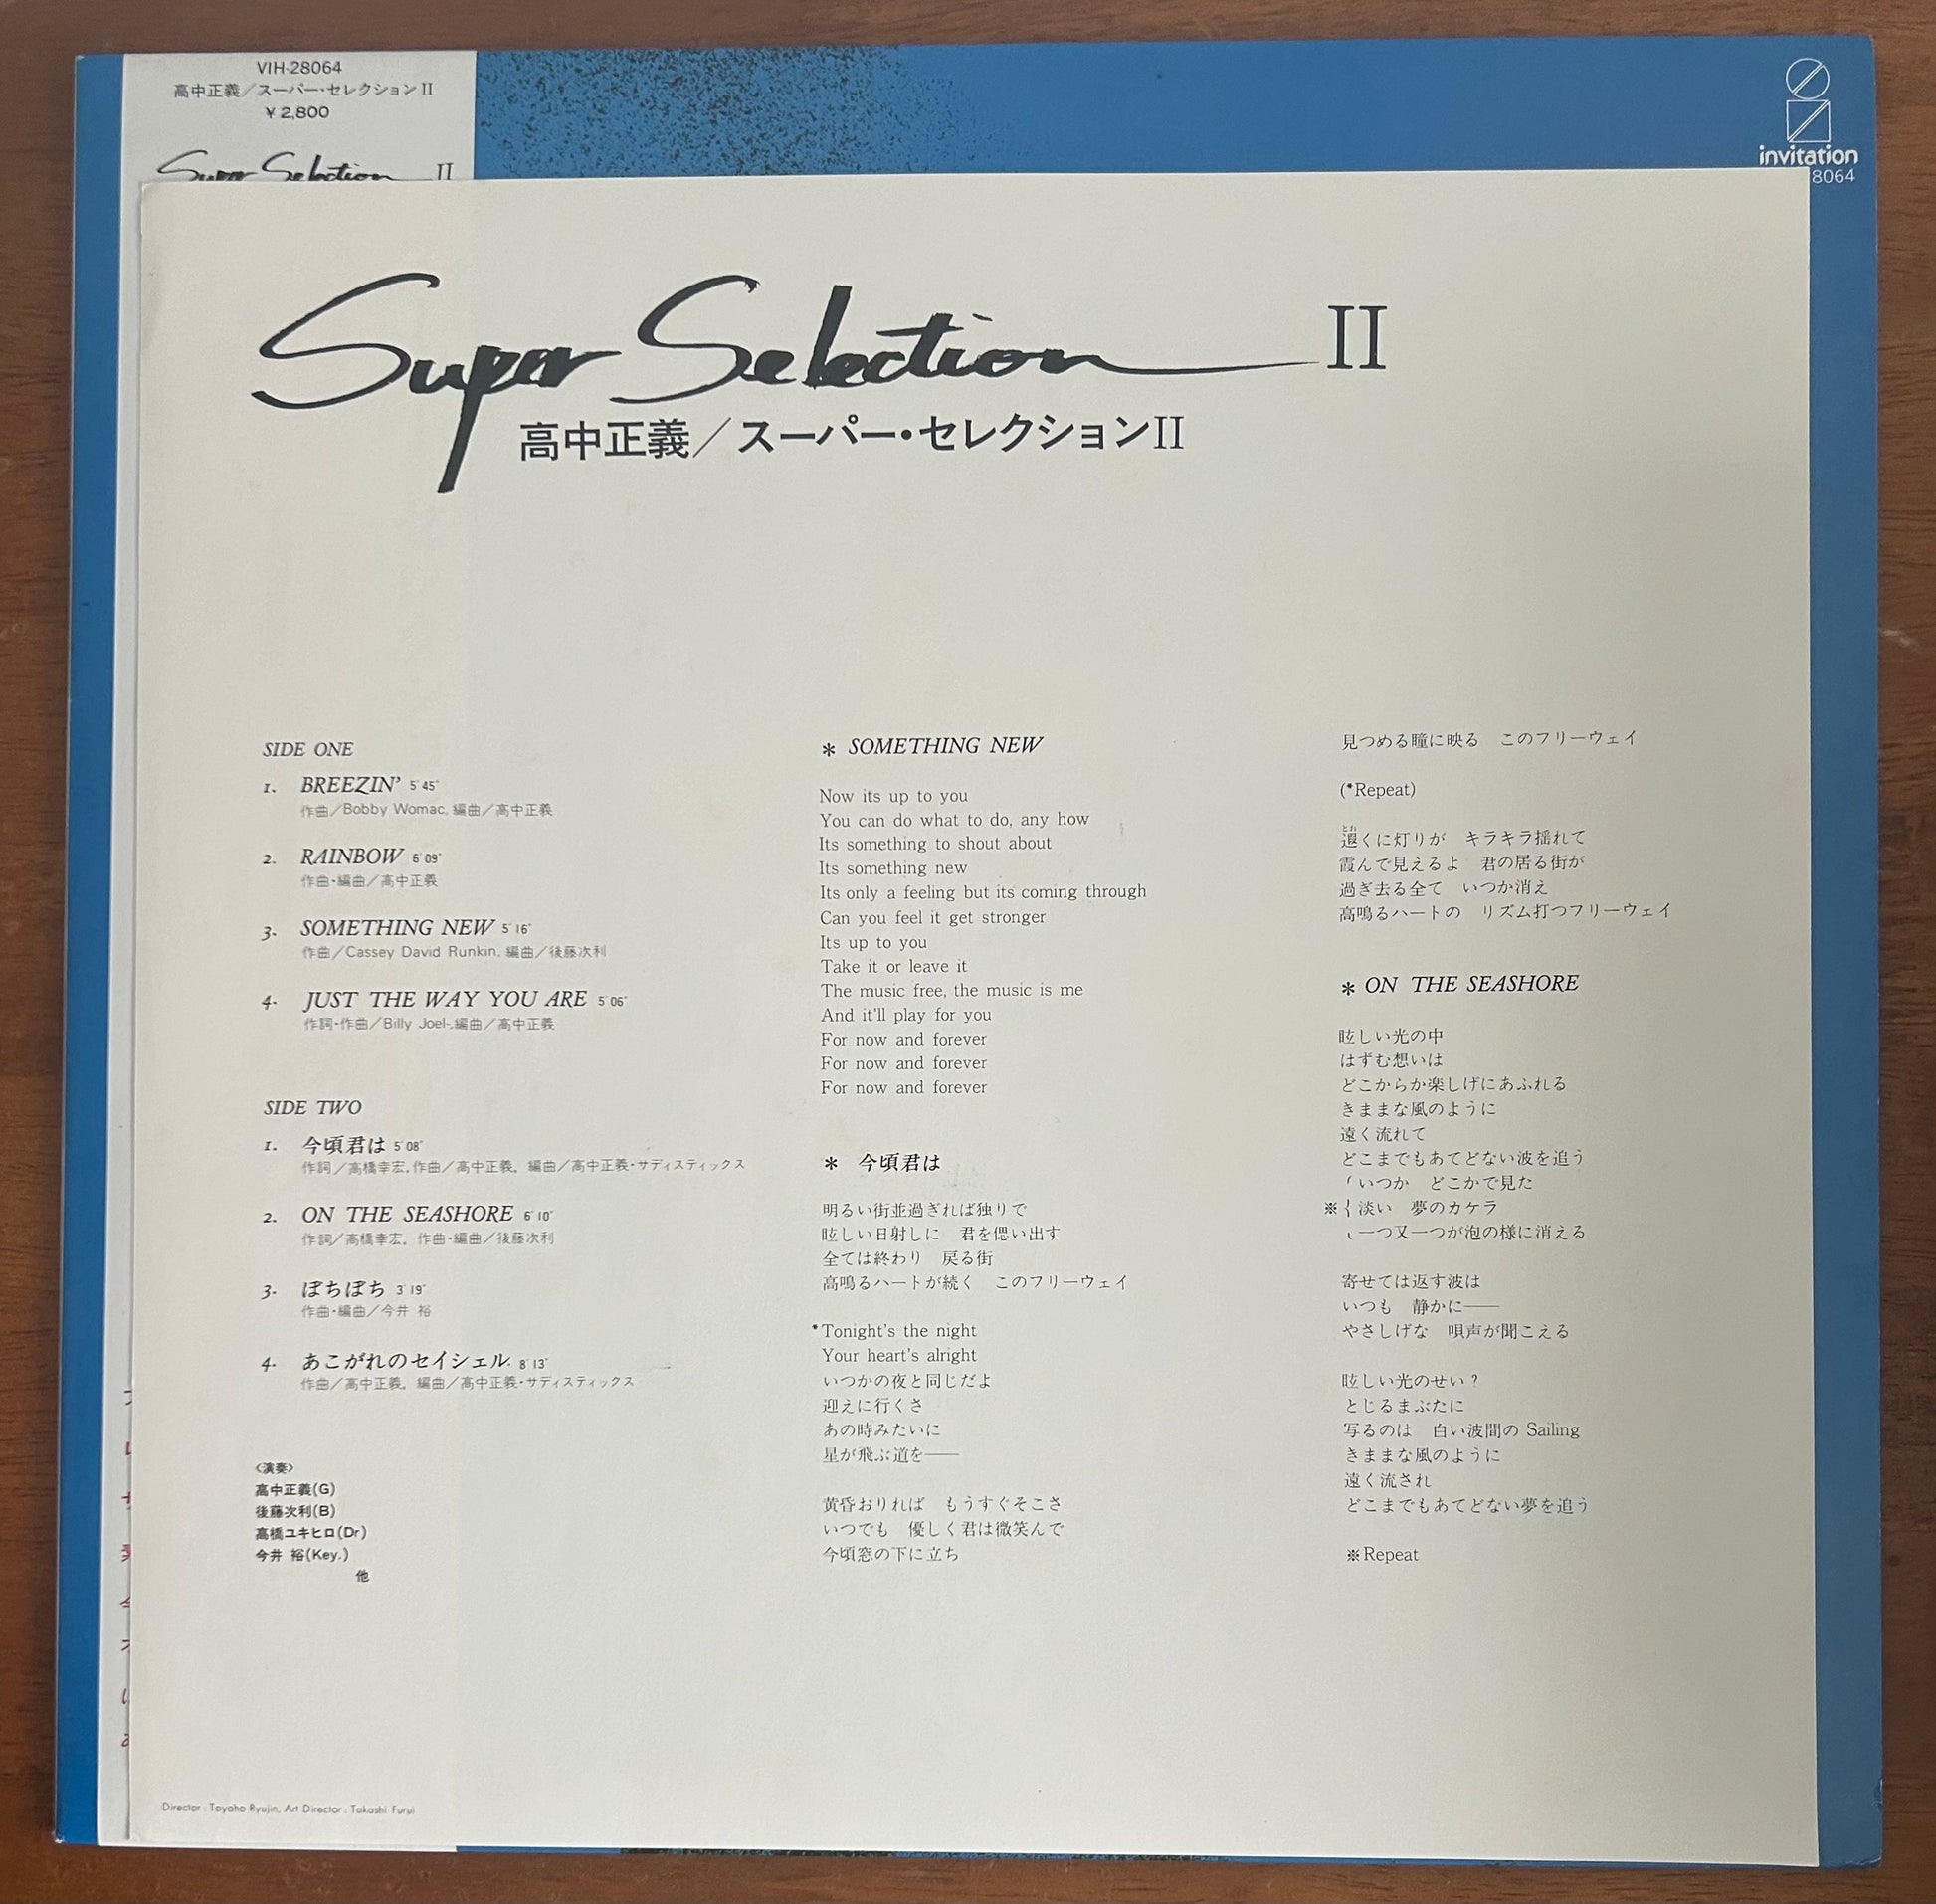 VIH-28064
高中正義／スーパー・セレクションII
¥2,800
Super Selection II
invitation
8064
Super Selection II
高中正義／スーパー・セレクションII
SIDE ONE
1. BREEZIN' 5'45"
作曲／Bobby Womac, 編曲／高中正義
2. RAINBOW 6'09"
作曲・編曲／高中正義
3. SOMETHING NEW 5'16"
作曲／Cassey David Runkin, 編曲／後藤次利
4. JUST THE WAY YOU ARE 5'06"
作詞・作曲／Billy Joel-,編曲／高中正義
SIDE TWO
1. 今頃君は 5'08"
作詞／高橋幸宏, 作曲／高中正義, 編曲／高中正義・サディスティックス
2. ON THE SEASHORE 6'10"
作詞／高橋幸宏, 作曲・編曲／後藤次利
3. ぽちぽち 3'19"
作曲・編曲／今井 裕
4. あこがれのセイシェル 8'13"
作曲／高中正義, 編曲／高中正義・サディスティックス
〈演奏〉
高中正義(G)
後藤次利(B)
高橋ユキヒロ(Dr)
今井 裕(Key.)
他
Director : Toyoho Ryujin, Art Director : Takashi Furui
＊ SOMETHING NEW
Now its up to you
You can do what to do, any how
Its something to shout about
Its something new
Its only a feeling but its coming through
Can you feel it get stronger
Its up to you
Take it or leave it
The music free, the music is me
And it'll play for you
For now and forever
For now and forever
For now and forever
＊ 今頃君は
明るい街並過ぎれば独りで
眩しい日射しに 君を偲い出す
全ては終わり 戻る街
高鳴るハートが続く このフリーウェイ
*Tonight's the night
Your heart's alright
いつかの夜と同じだよ
迎えに行くさ
あの時みたいに
星が飛ぶ道を──
黄昏おりれば もうすぐそこさ
いつでも 優しく君は微笑んで
今頃窓の下に立ち
見つめる瞳に映る このフリーウェイ
(*Repeat)
遐くに灯りが キラキラ揺れて
霞んで見えるよ 君の居る街が
過ぎ去る全て いつか消え
高鳴るハートの リズム打つフリーウェイ
＊ ON THE SEASHORE
眩しい光の中
はずむ想いは
どこからか楽しげにあふれる
きままな風のように
遠く流れて
どこまでもあてどない波を追う
いつか どこかで見た
※｛淡い 夢のカケラ
一つ又一つが泡の様に消える
寄せては返す波は
いつも 静かに──
やさしげな 唄声が聞こえる
眩しい光のせい？
とじるまぶたに
写るのは 白い波間の Sailing
きままな風のように
遠く流され
どこまでもあてどない夢を追う
※Repeat